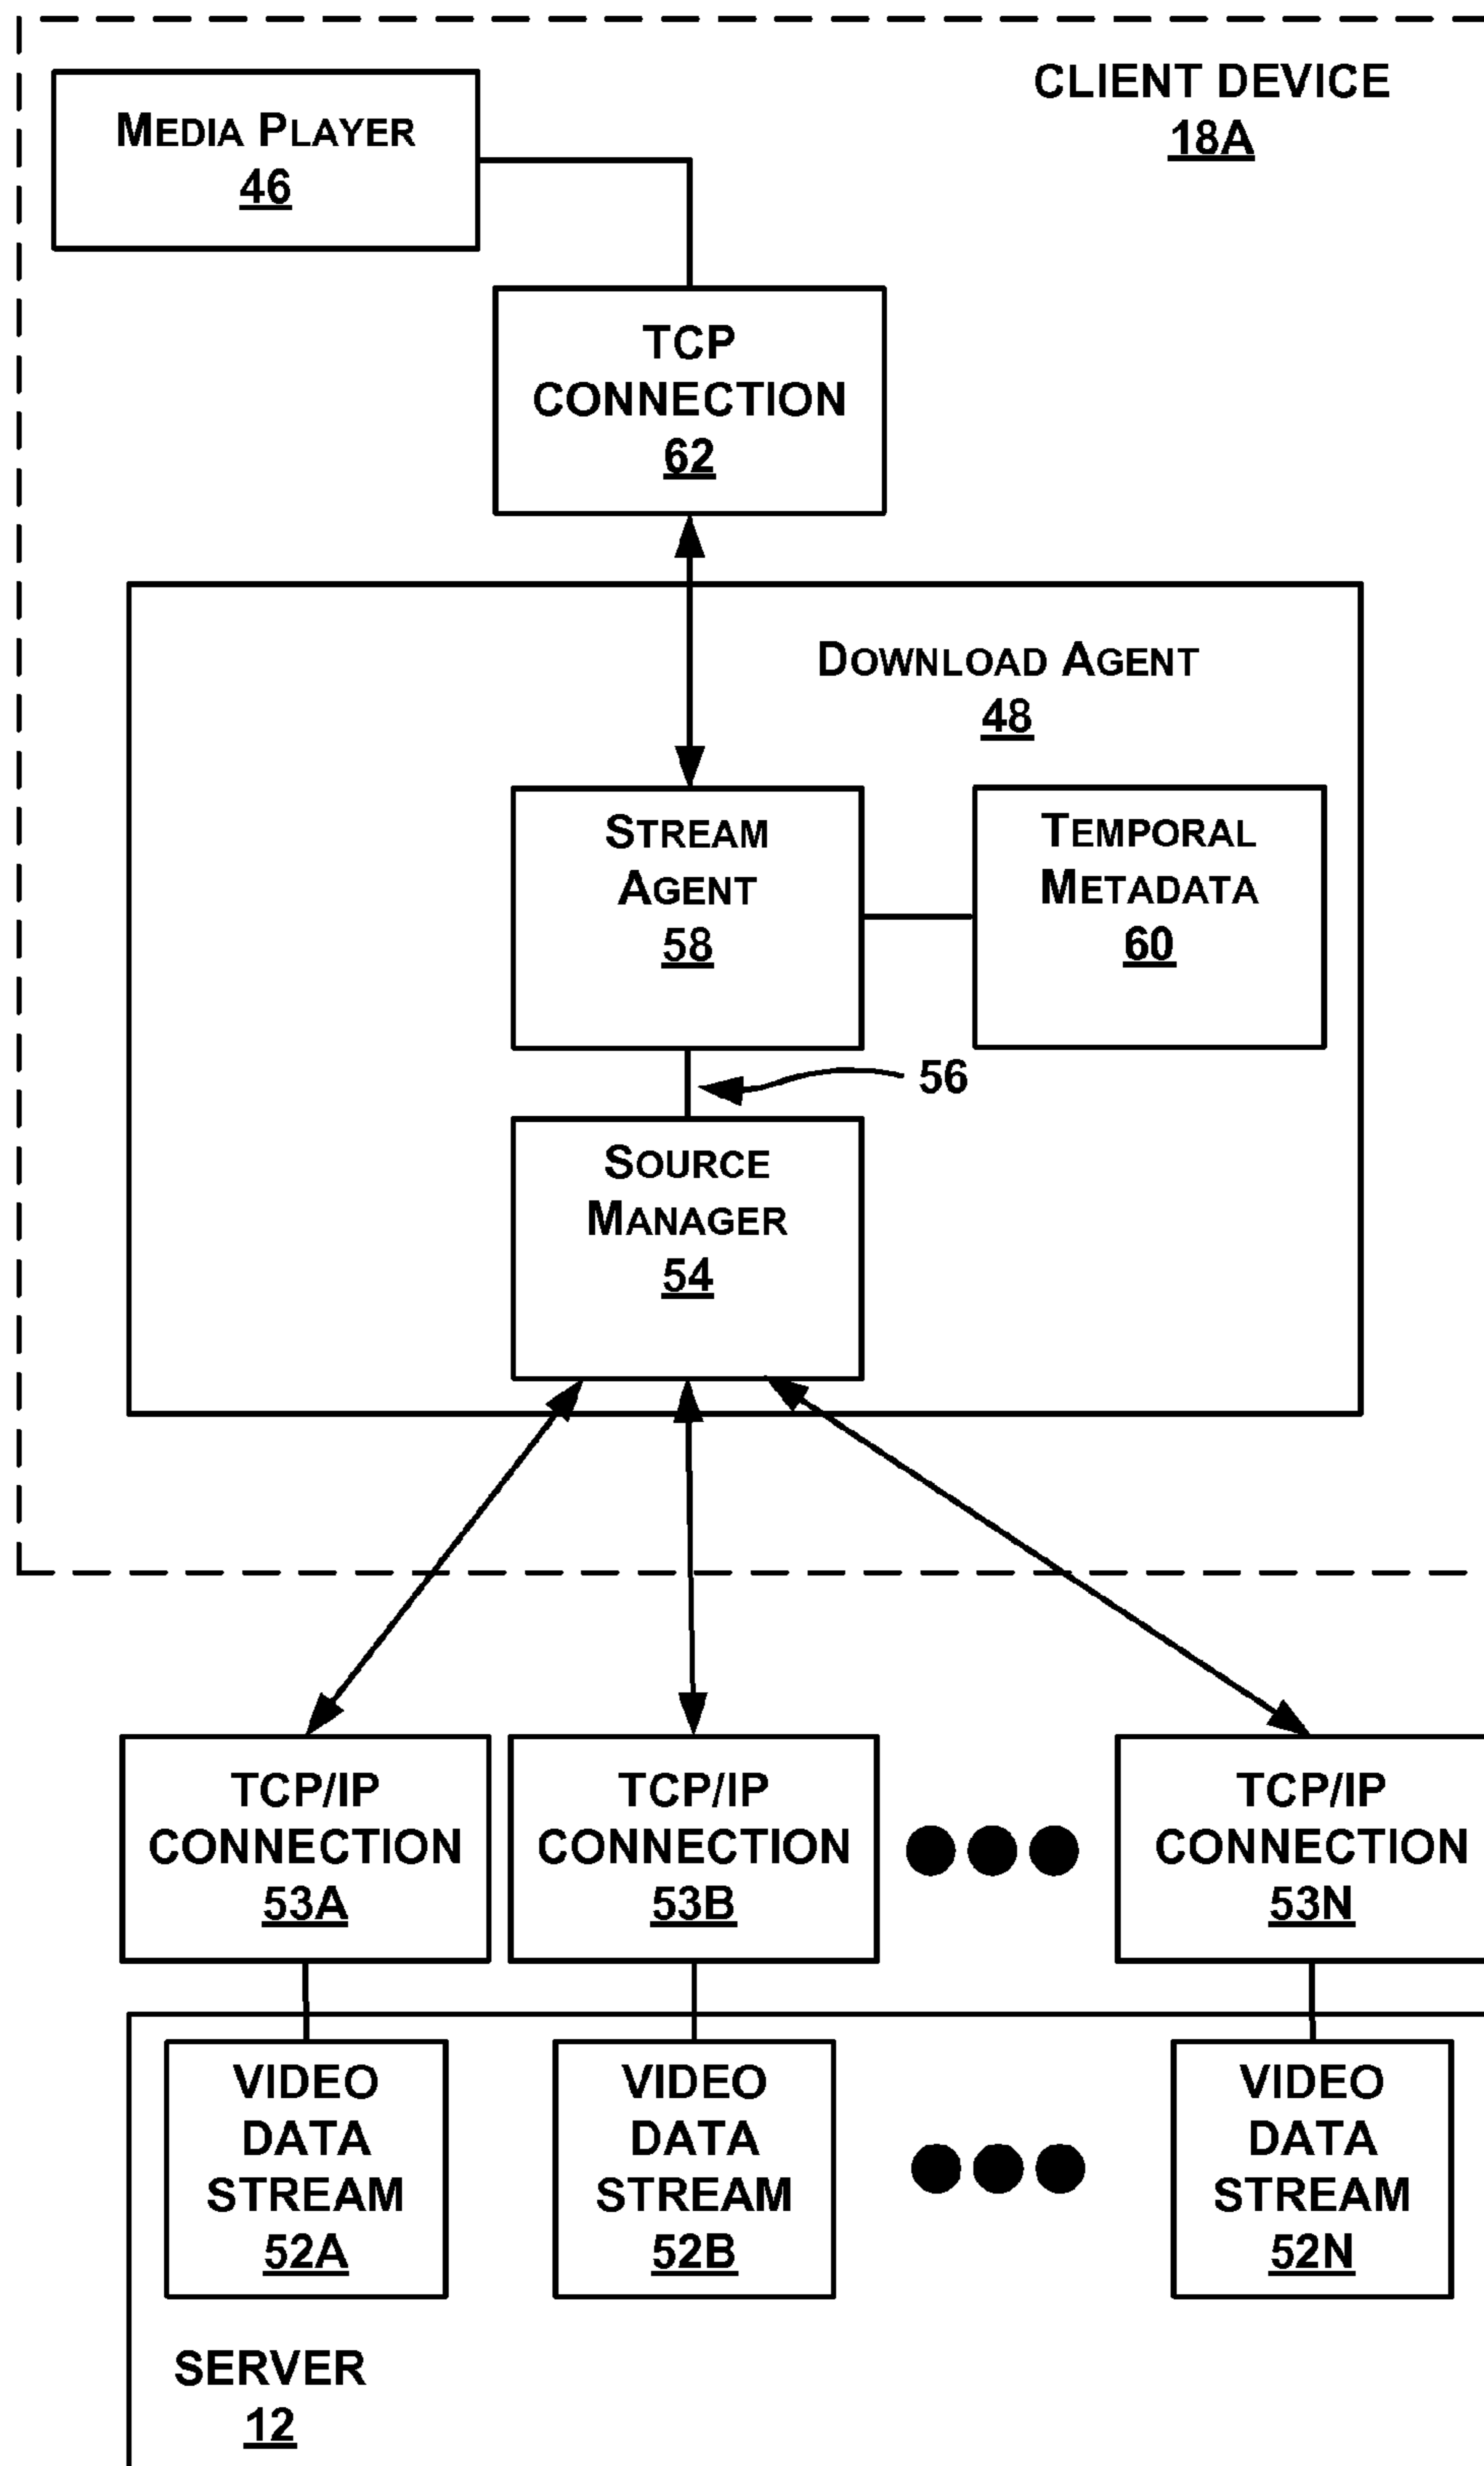 CLIENT DEVICE
18A
MEDIA PLAYER
46
TCP
CONNECTION
62
DOWNLOAD AGENT
48
STREAM
AGENT
58
TEMPORAL
METADATA
60
56
SOURCE
MANAGER
54
TCP/IP
CONNECTION
53A
TCP/IP
CONNECTION
53B
TCP/IP
CONNECTION
53N
VIDEO
DATA
STREAM
52A
VIDEO
DATA
STREAM
52B
VIDEO
DATA
STREAM
52N
SERVER
12